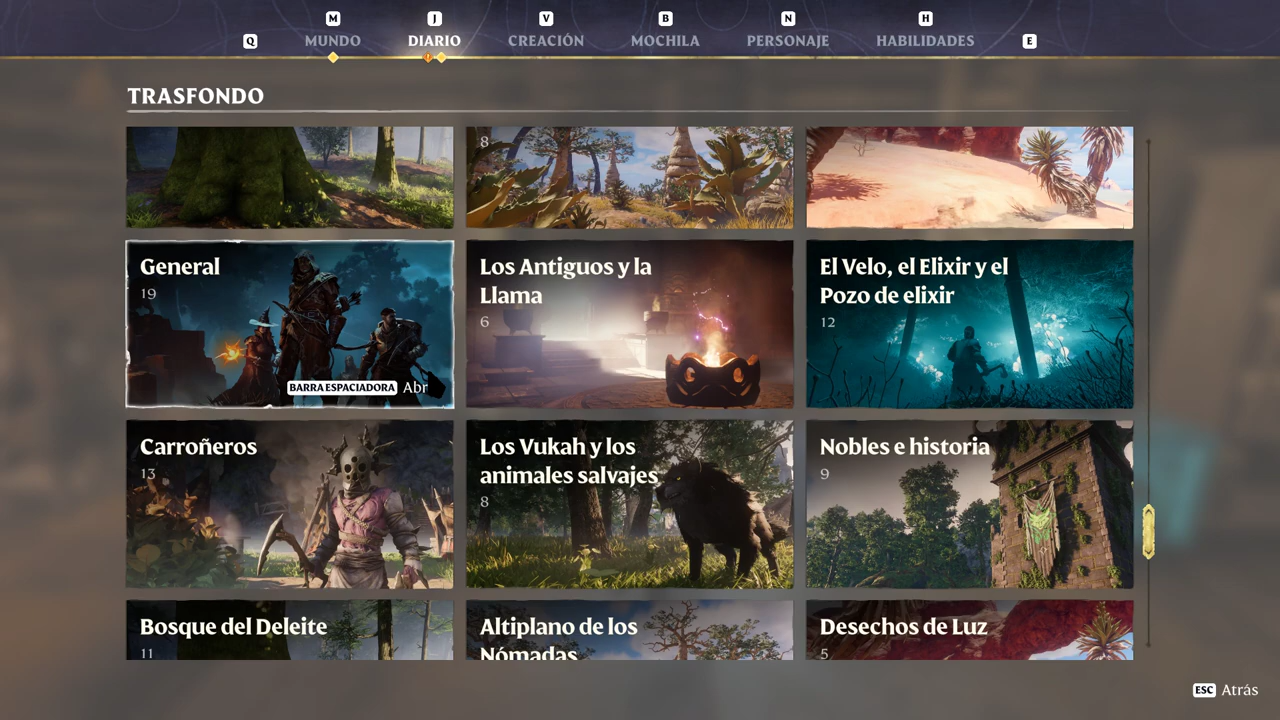 M J V B N H
Q MUNDO DIARIO CREACIÓN MOCHILA PERSONAJE HABILIDADES E
TRASFONDO
8
General
19
BARRA ESPACIADORA Abr
Los Antiguos y la
Llama
6
El Velo, el Elixir y el
Pozo de elixir
12
Carroñeros
13
Los Vukah y los
animales salvajes
8
Nobles e historia
9
Bosque del Deleite
11
Altiplano de los
Nómadas
Desechos de Luz
5
ESC Atrás